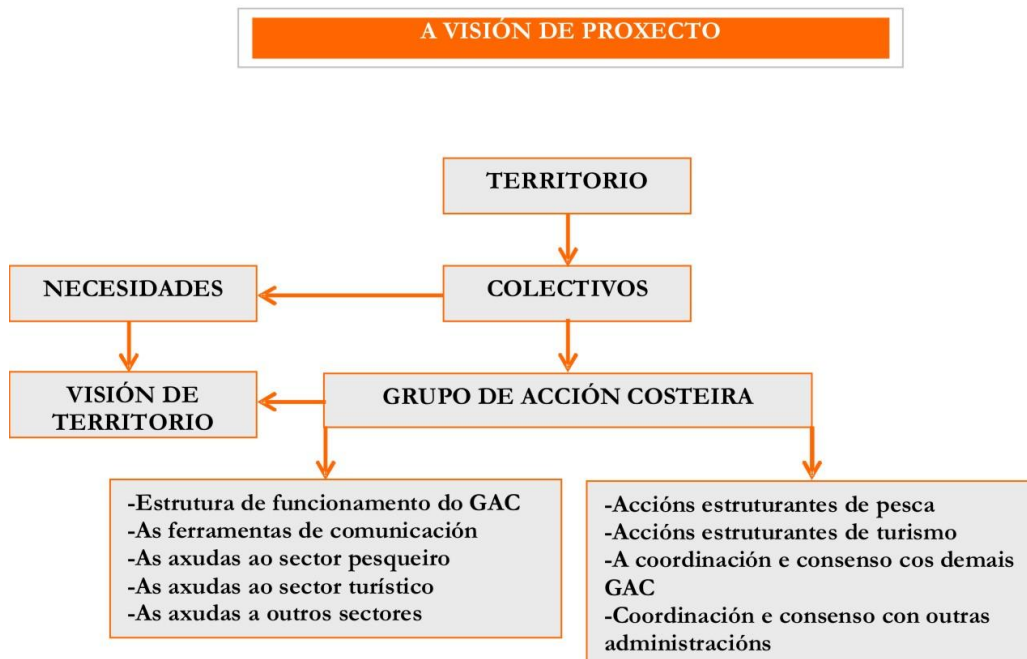 A VISIÓN DE PROXECTO
TERRITORIO
NECESIDADES
COLECTIVOS
VISIÓN DE
TERRITORIO
GRUPO DE ACCIÓN COSTEIRA
-Estrutura de funcionamento do GAC
-As ferramentas de comunicación
-As axudas ao sector pesqueiro
-As axudas ao sector turístico
-As axudas a outros sectores
-Accións estruturantes de pesca
-Accións estruturantes de turismo
-A coordinación e consenso cos demais
GAC
-Coordinación e consenso con outras
administracións